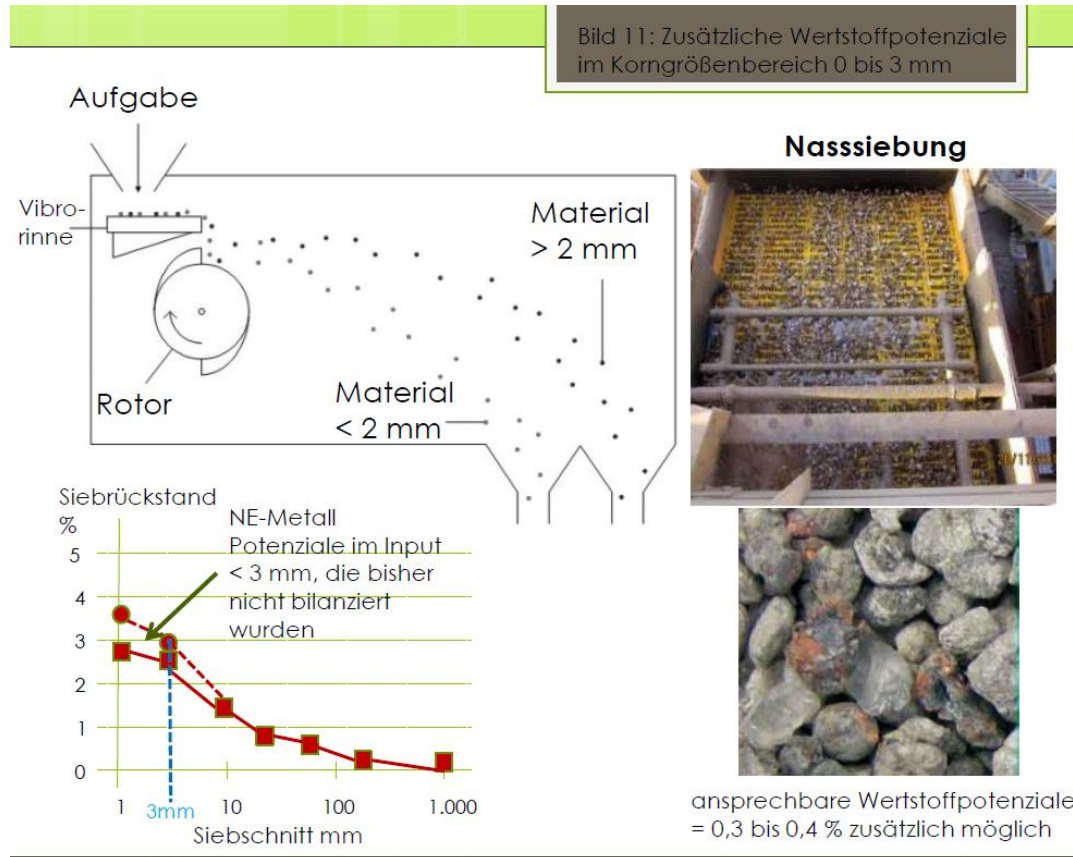 Bild 11: Zusätzliche Wertstoffpotenziale
im Korngrößenbereich 0 bis 3 mm
Aufgabe
Vibro-
rinne
Rotor
Material
< 2 mm
Material
> 2 mm
Nasssiebung
Siebrückstand
%
5
4
3
2
1
0
NE-Metall
Potenziale im Input
< 3 mm, die bisher
nicht bilanziert
wurden
1
3mm
10
100
1.000
Siebschnitt mm
ansprechbare Wertstoffpotenziale
= 0,3 bis 0,4 % zusätzlich möglich